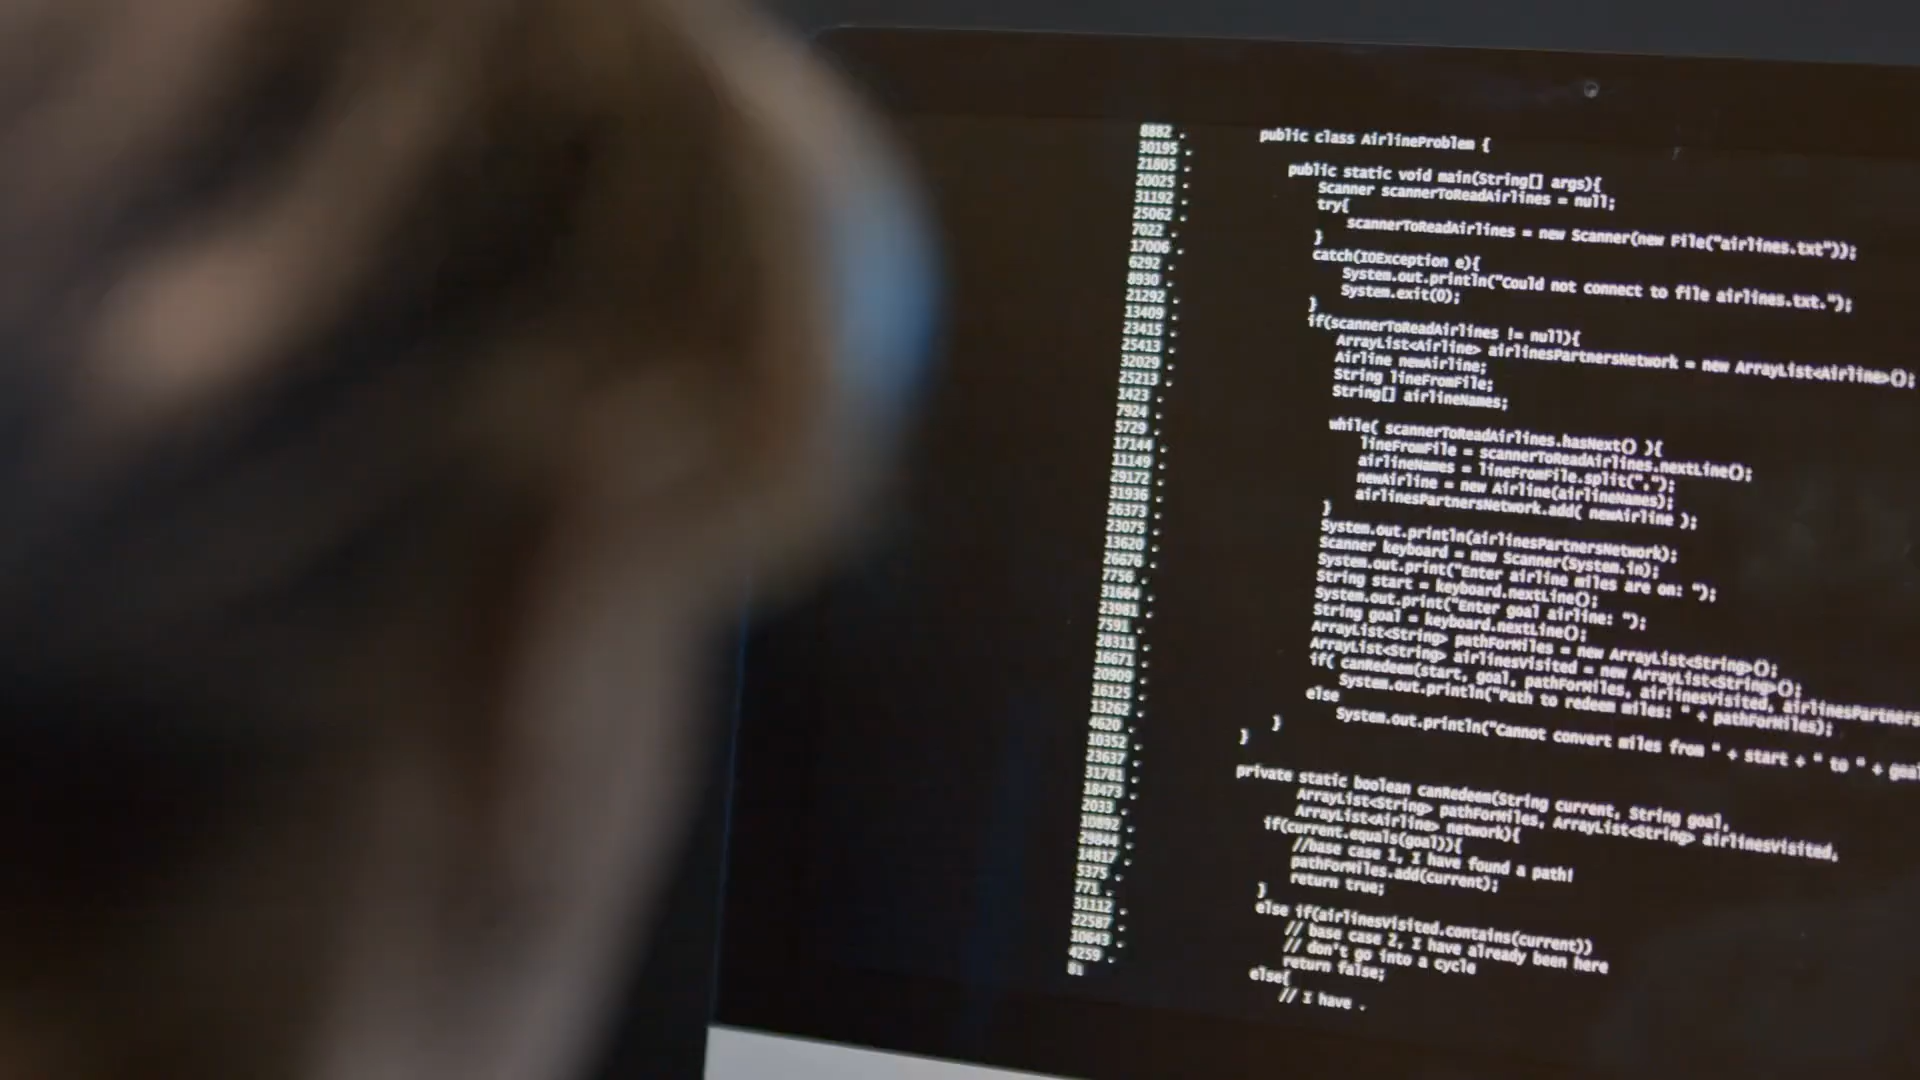 8882 . public class AirlineProblem {
30195 .
21805 . public static void main(String[] args){
20025 . Scanner scannerToReadAirlines = null;
31192 . try{
25062 . scannerToReadAirlines = new Scanner(new File("airlines.txt"));
7022 . }
17006 . catch(IOException e){
6292 . System.out.println("Could not connect to file airlines.txt.");
8930 . System.exit(0);
21292 . }
13409 . if(scannerToReadAirlines != null){
23415 . ArrayList<Airline> airlinesPartnersNetwork = new ArrayList<Airline>();
25413 . Airline newAirline;
32029 . String lineFromFile;
25213 . String[] airlineNames;
1423 .
7924 . while( scannerToReadAirlines.hasNext() ){
5729 . lineFromFile = scannerToReadAirlines.nextLine();
17144 . airlineNames = lineFromFile.split(",");
11149 . newAirline = new Airline(airlineNames);
29172 . airlinesPartnersNetwork.add( newAirline );
31936 . }
26373 . System.out.println(airlinesPartnersNetwork);
23075 . Scanner keyboard = new Scanner(System.in);
13620 . System.out.print("Enter airline miles are on: ");
26676 . String start = keyboard.nextLine();
7756 . System.out.print("Enter goal airline: ");
31664 . String goal = keyboard.nextLine();
23981 . ArrayList<String> pathForMiles = new ArrayList<String>();
7591 . ArrayList<String> airlinesVisited = new ArrayList<String>();
28311 . if( canRedeem(start, goal, pathForMiles, airlinesVisited, airlinesPartners
16671 . System.out.println("Path to redeem miles: " + pathForMiles);
20909 . else
16125 . System.out.println("Cannot convert miles from " + start + " to " + goal
13262 . }
4620 . }
10352 .
23637 . private static boolean canRedeem(String current, String goal,
31781 . ArrayList<String> pathForMiles, ArrayList<String> airlinesVisited,
18473 . ArrayList<Airline> network){
2033 . if(current.equals(goal)){
10892 . //base case 1, I have found a path!
29844 . pathForMiles.add(current);
14817 . return true;
5375 . }
771 . else if(airlinesVisited.contains(current))
31112 . // base case 2, I have already been here
22587 . // don't go into a cycle
10643 . return false;
4259 . else{
81 // I have .